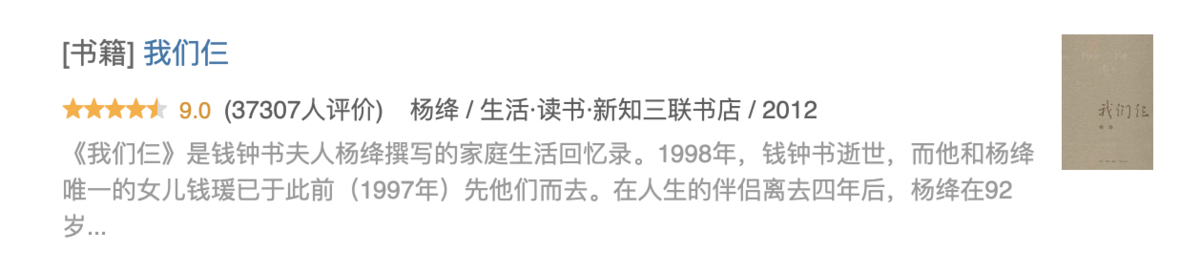 [书籍] 我们仨
9.0 (37307人评价) 杨绛 / 生活·读书·新知三联书店 / 2012
《我们仨》是钱钟书夫人杨绛撰写的家庭生活回忆录。1998年，钱钟书逝世，而他和杨绛
唯一的女儿钱瑗已于此前（1997年）先他们而去。在人生的伴侣离去四年后，杨绛在92
岁...
我们仨